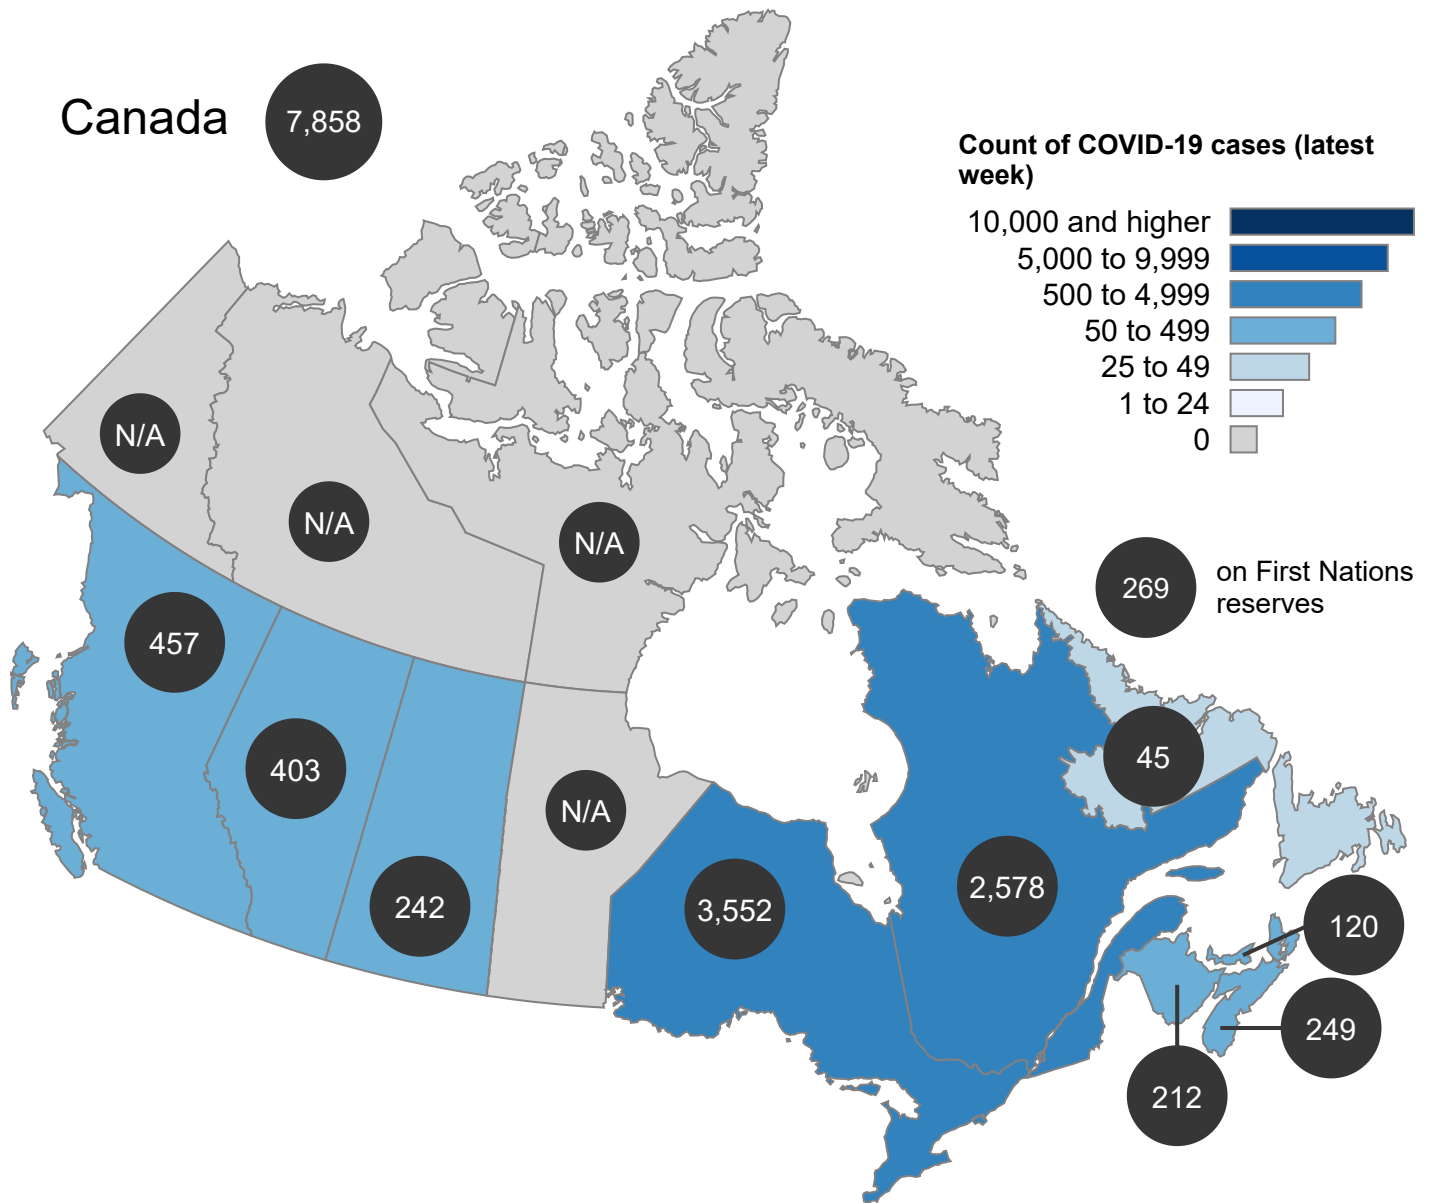 Canada
7,858
Count of COVID-19 cases (latest
week)
10,000 and higher
5,000 to 9,999
500 to 4,999
50 to 499
25 to 49
1 to 24
0
N/A
N/A
N/A
269
on First Nations
reserves
457
403
242
N/A
3,552
2,578
45
120
249
212